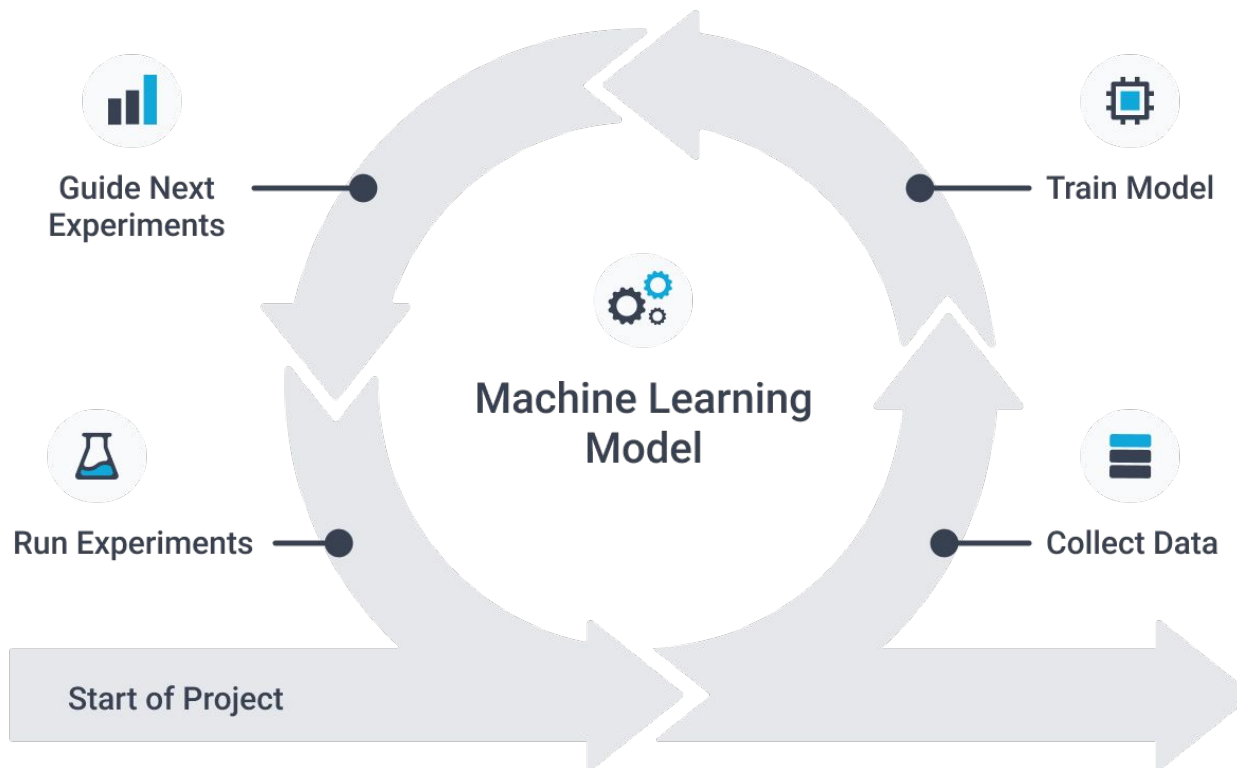 Guide Next
Experiments
Train Model
Machine Learning
Model
Run Experiments
Collect Data
Start of Project